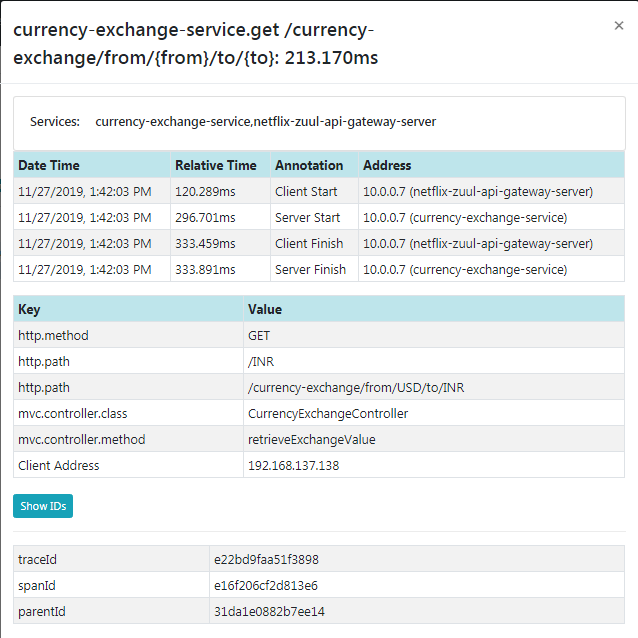 currency-exchange-service.get /currency-
exchange/from/{from}/to/{to}: 213.170ms
×
Services: currency-exchange-service,netflix-zuul-api-gateway-server
Date Time Relative Time Annotation Address
11/27/2019, 1:42:03 PM 120.289ms Client Start 10.0.0.7 (netflix-zuul-api-gateway-server)
11/27/2019, 1:42:03 PM 296.701ms Server Start 10.0.0.7 (currency-exchange-service)
11/27/2019, 1:42:03 PM 333.459ms Client Finish 10.0.0.7 (netflix-zuul-api-gateway-server)
11/27/2019, 1:42:03 PM 333.891ms Server Finish 10.0.0.7 (currency-exchange-service)
Key Value
http.method GET
http.path /INR
http.path /currency-exchange/from/USD/to/INR
mvc.controller.class CurrencyExchangeController
mvc.controller.method retrieveExchangeValue
Client Address 192.168.137.138
Show IDs
traceId e22bd9faa51f3898
spanId e16f206cf2d813e6
parentId 31da1e0882b7ee14